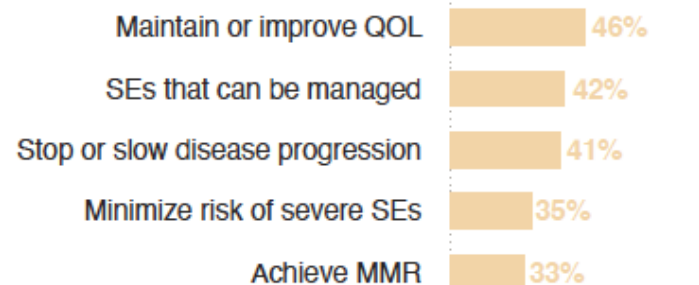 Maintain or improve QOL 46%
SEs that can be managed 42%
Stop or slow disease progression 41%
Minimize risk of severe SEs 35%
Achieve MMR 33%